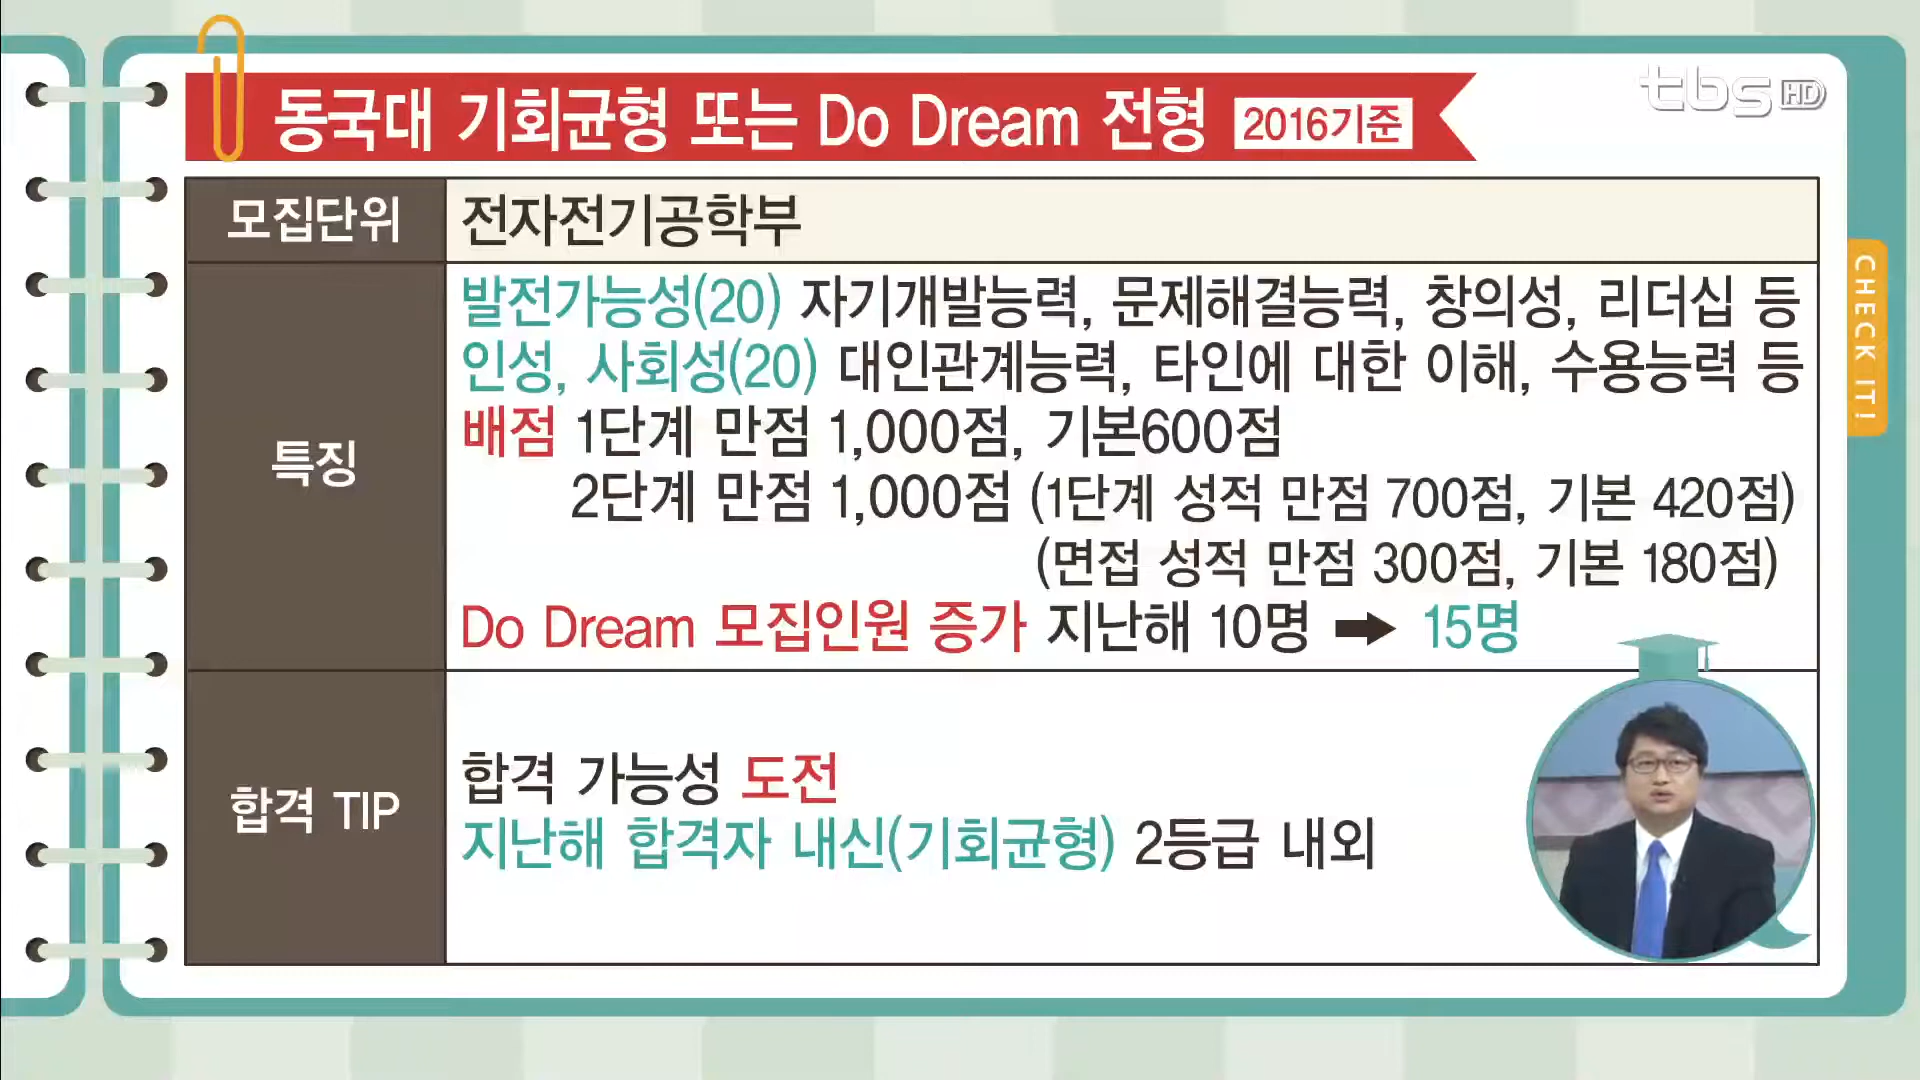 동국대 기회균형 또는 Do Dream 전형 2016기준
tbs HD
모집단위
전자전기공학부
특징
발전가능성(20) 자기개발능력, 문제해결능력, 창의성, 리더십 등
인성, 사회성(20) 대인관계능력, 타인에 대한 이해, 수용능력 등
배점 1단계 만점 1,000점, 기본600점
2단계 만점 1,000점 (1단계 성적 만점 700점, 기본 420점)
(면접 성적 만점 300점, 기본 180점)
Do Dream 모집인원 증가 지난해 10명 ➡ 15명
합격 TIP
합격 가능성 도전
지난해 합격자 내신(기회균형) 2등급 내외
CHECK IT!